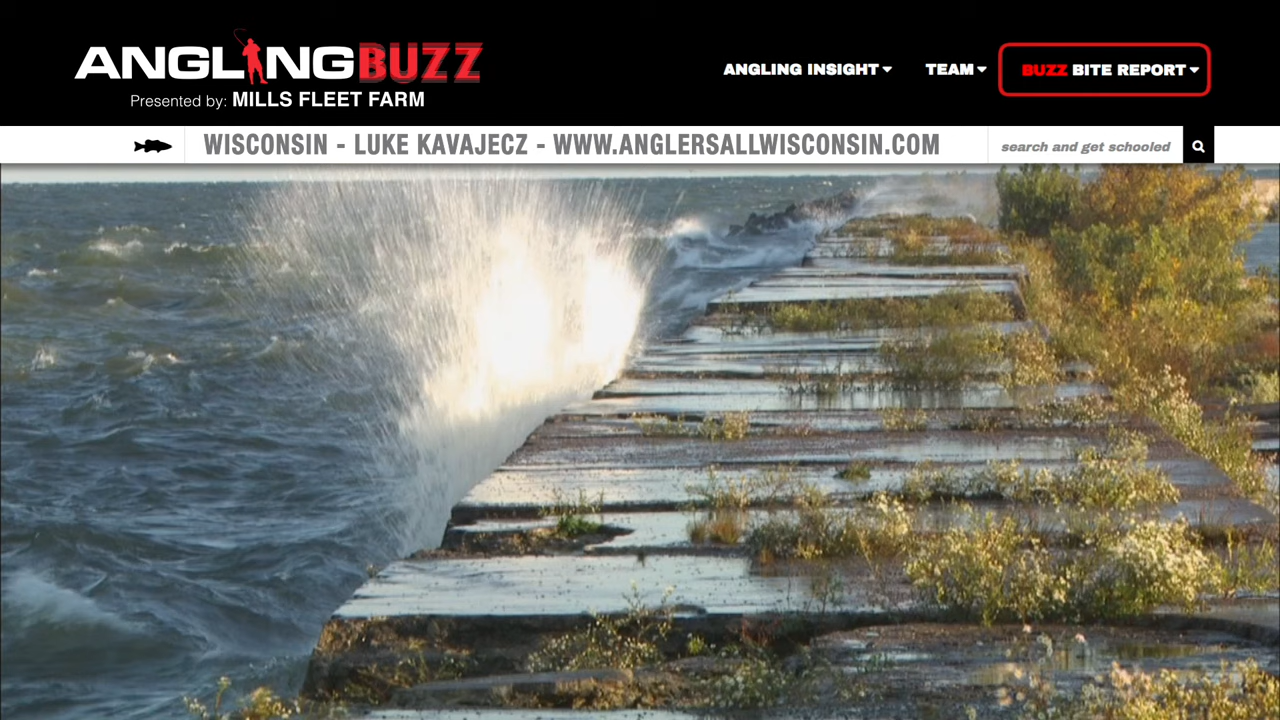 ANGLINGBUZZ
Presented by: MILLS FLEET FARM
ANGLING INSIGHT TEAM BUZZ BITE REPORT
WISCONSIN - LUKE KAVAJECZ - WWW.ANGLERSALLWISCONSIN.COM
search and get schooled